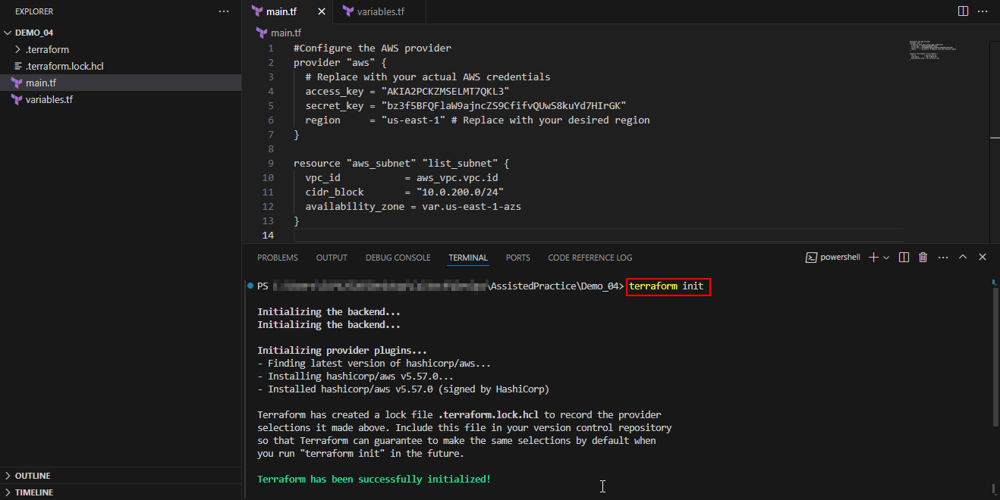 EXPLORER
DEMO_04
.terraform
.terraform.lock.hcl
main.tf
variables.tf
OUTLINE
TIMELINE
main.tf
variables.tf
main.tf
1 #Configure the AWS provider
2 provider "aws" {
3 # Replace with your actual AWS credentials
4 access_key = "AKIA2PCKZMSELMT7QKL3"
5 secret_key = "bz3f5BFQFlaW9ajncZS9CfifvQUwS8kuYd7HIrGK"
6 region = "us-east-1" # Replace with your desired region
7 }
8
9 resource "aws_subnet" "list_subnet" {
10 vpc_id = aws_vpc.vpc.id
11 cidr_block = "10.0.200.0/24"
12 availability_zone = var.us-east-1-azs
13 }
14
PROBLEMS OUTPUT DEBUG CONSOLE TERMINAL PORTS CODE REFERENCE LOG
powershell
PS \AssistedPractice\Demo_04> terraform init
Initializing the backend...
Initializing the backend...
Initializing provider plugins...
- Finding latest version of hashicorp/aws...
- Installing hashicorp/aws v5.57.0...
- Installed hashicorp/aws v5.57.0 (signed by HashiCorp)
Terraform has created a lock file .terraform.lock.hcl to record the provider
selections it made above. Include this file in your version control repository
so that Terraform can guarantee to make the same selections by default when
you run "terraform init" in the future.
Terraform has been successfully initialized!